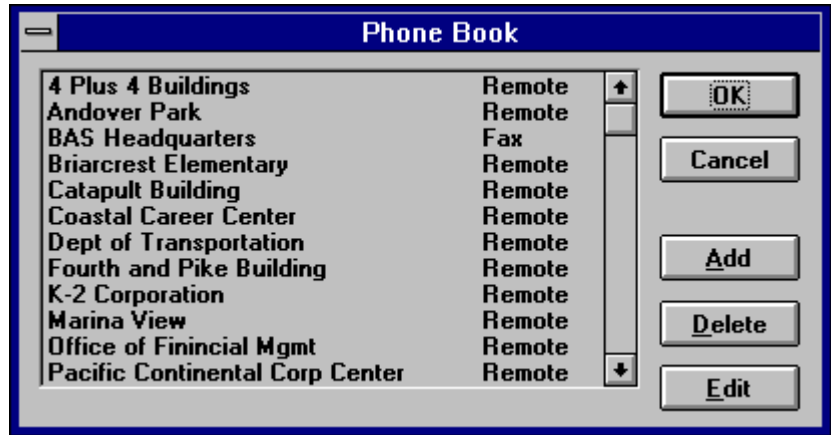 Phone Book
4 Plus 4 Buildings Remote
Andover Park Remote
BAS Headquarters Fax
Briarcrest Elementary Remote
Catapult Building Remote
Coastal Career Center Remote
Dept of Transportation Remote
Fourth and Pike Building Remote
K-2 Corporation Remote
Marina View Remote
Office of Finincial Mgmt Remote
Pacific Continental Corp Center Remote
OK
Cancel
Add
Delete
Edit